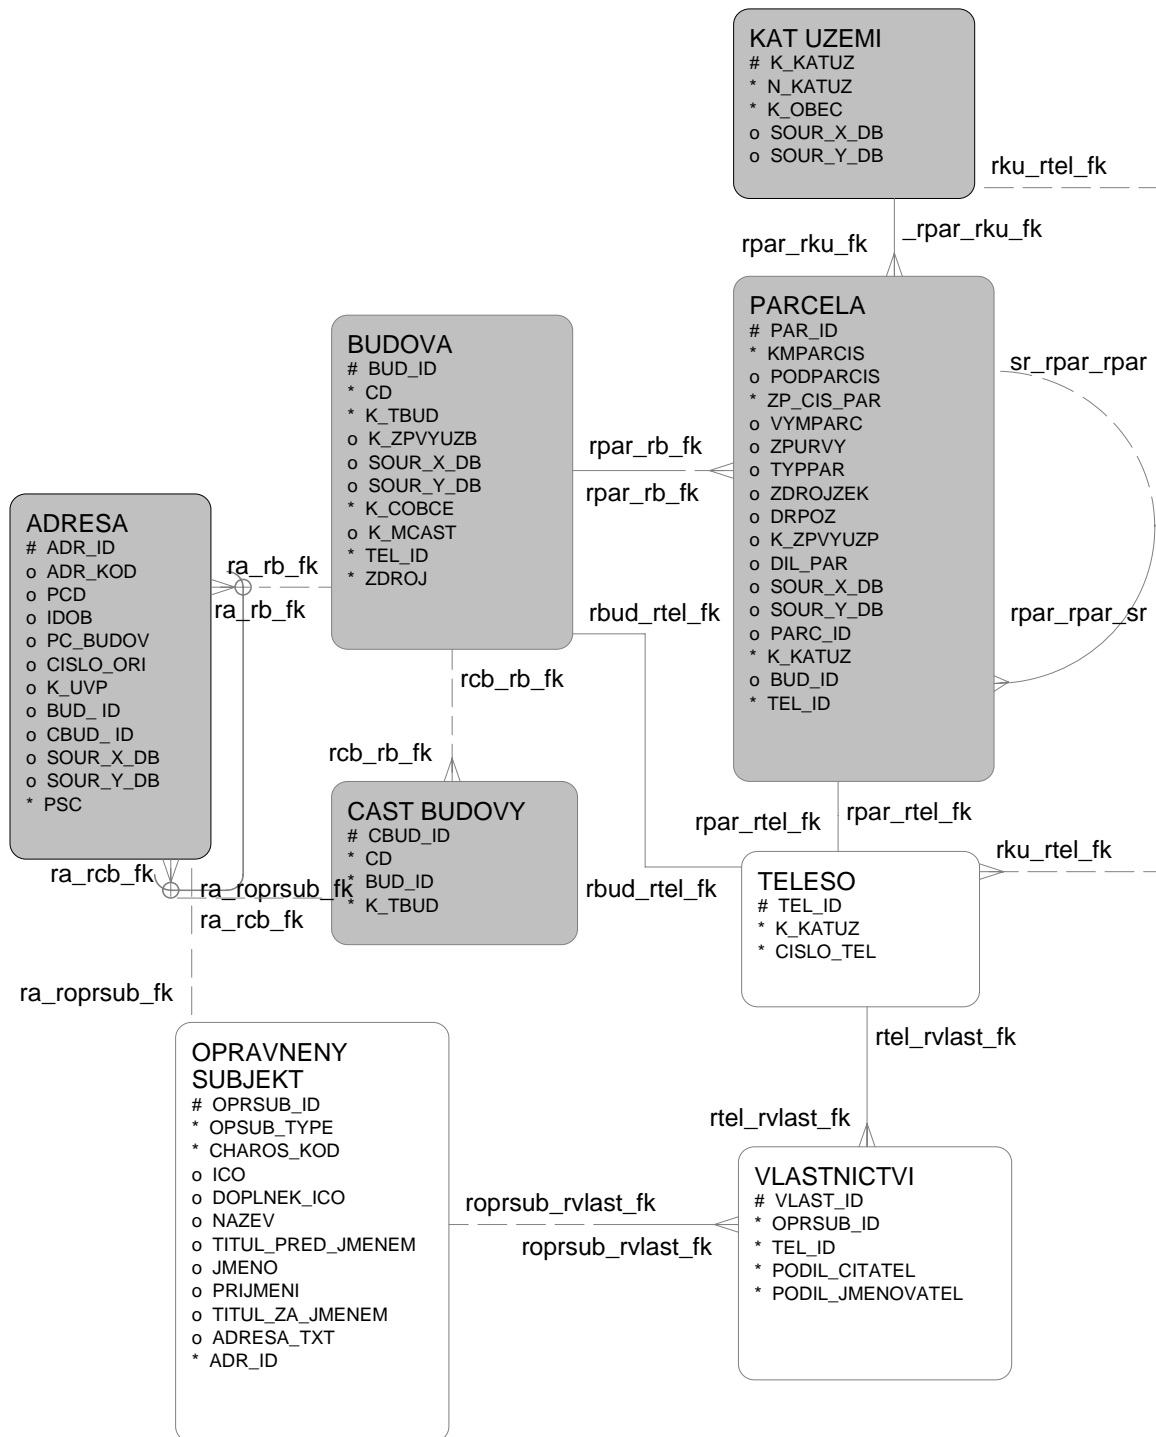 KAT UZEMI
# K_KATUZ
* N_KATUZ
* K_OBEC
o SOUR_X_DB
o SOUR_Y_DB
rku_rtel_fk
rpar_rku_fk
_rpar_rku_fk
PARCELA
# PAR_ID
* KMPARCIS
o PODPARCIS
* ZP_CIS_PAR
o VYMPARC
o ZPURVY
o TYPPAR
o ZDROJZEK
o DRPOZ
o K_ZPVYUZP
o DIL_PAR
o SOUR_X_DB
o SOUR_Y_DB
o PARC_ID
* K_KATUZ
o BUD_ID
* TEL_ID
sr_rpar_rpar
rpar_rpar_sr
BUDOVA
# BUD_ID
* CD
* K_TBUD
o K_ZPVYUZB
o SOUR_X_DB
o SOUR_Y_DB
* K_COBCE
o K_MCAST
* TEL_ID
* ZDROJ
rpar_rb_fk
rpar_rb_fk
ADRESA
# ADR_ID
o ADR_KOD
o PCD
o IDOB
o PC_BUDOV
o CISLO_ORI
o K_UVP
o BUD_ ID
o CBUD_ ID
o SOUR_X_DB
o SOUR_Y_DB
* PSC
ra_rb_fk
ra_rb_fk
rbud_rtel_fk
rcb_rb_fk
rcb_rb_fk
CAST BUDOVY
# CBUD_ID
* CD
* BUD_ID
* K_TBUD
rpar_rtel_fk
rpar_rtel_fk
rku_rtel_fk
ra_rcb_fk
ra_roprsub_fk
ra_rcb_fk
rbud_rtel_fk
TELESO
# TEL_ID
* K_KATUZ
* CISLO_TEL
ra_roprsub_fk
OPRAVNENY
SUBJEKT
# OPRSUB_ID
* OPSUB_TYPE
* CHAROS_KOD
o ICO
o DOPLNEK_ICO
o NAZEV
o TITUL_PRED_JMENEM
o JMENO
o PRIJMENI
o TITUL_ZA_JMENEM
o ADRESA_TXT
* ADR_ID
rtel_rvlast_fk
rtel_rvlast_fk
roprsub_rvlast_fk
roprsub_rvlast_fk
VLASTNICTVI
# VLAST_ID
* OPRSUB_ID
* TEL_ID
* PODIL_CITATEL
* PODIL_JMENOVATEL